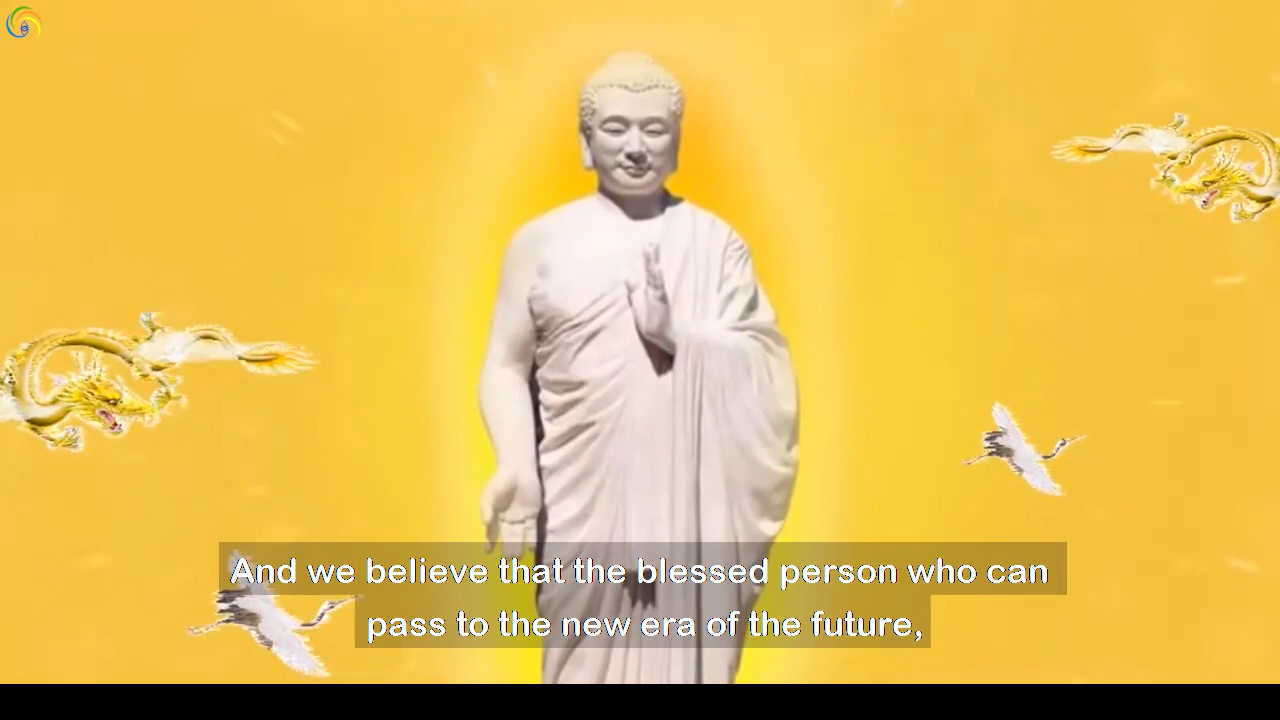 And we believe that the blessed person who can
pass to the new era of the future,